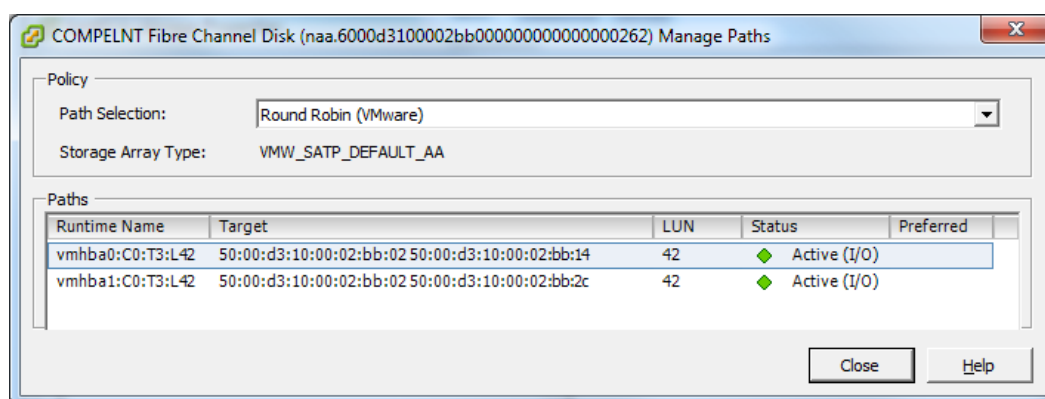 COMPELNT Fibre Channel Disk (naa.6000d3100002bb000000000000000262) Manage Paths
Policy
Path Selection: Round Robin (VMware)
Storage Array Type: VMW_SATP_DEFAULT_AA
Paths
Runtime Name Target LUN Status Preferred
vmhba0:C0:T3:L42 50:00:d3:10:00:02:bb:02 50:00:d3:10:00:02:bb:14 42 Active (I/O)
vmhba1:C0:T3:L42 50:00:d3:10:00:02:bb:02 50:00:d3:10:00:02:bb:2c 42 Active (I/O)
Close Help